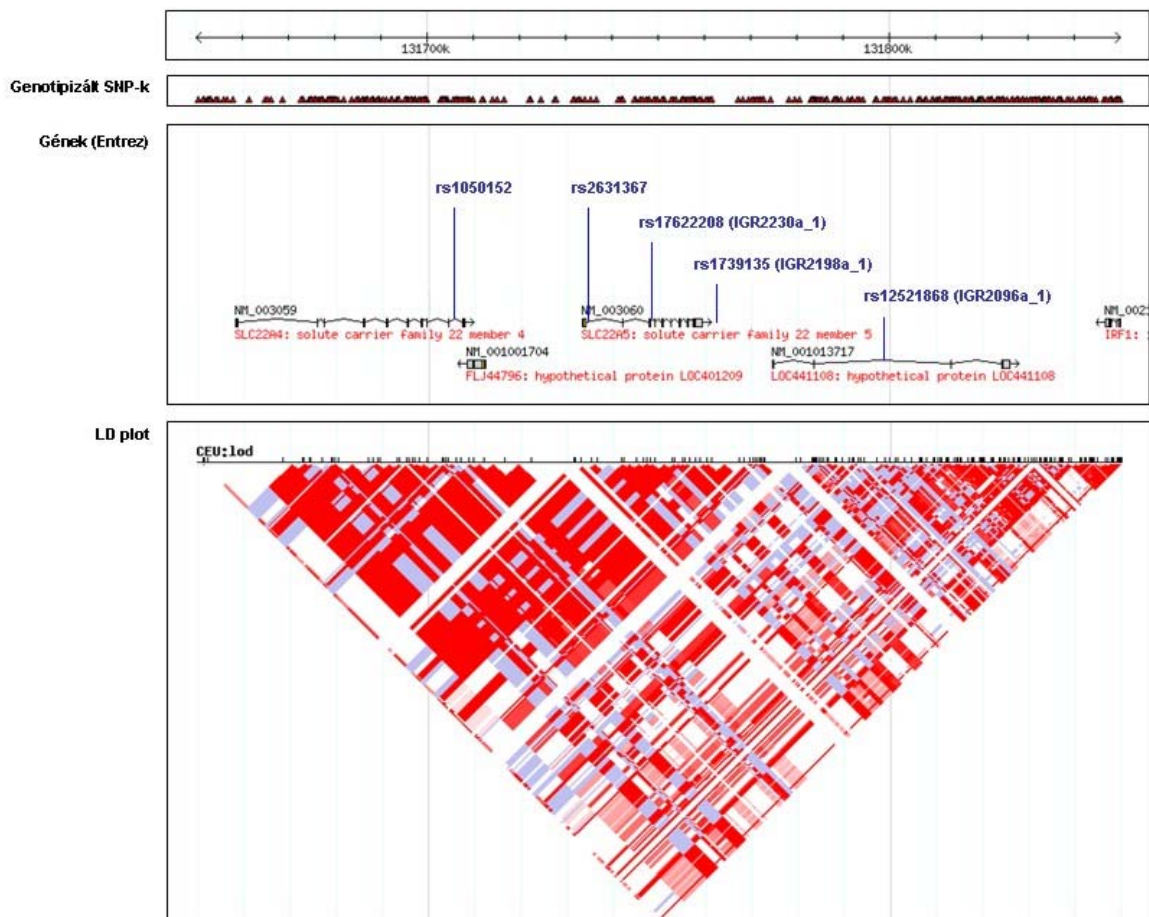 131700k 131800k
Genotipizált SNP-k
Gének (Entrez)
rs1050152 rs2631367
rs17622208 (IGR2230a_1)
rs1739135 (IGR2198a_1)
rs12521868 (IGR2096a_1)
NM_003059 NM_003060
SLC22A4: solute carrier family 22 member 4 SLC22A5: solute carrier family 22 member 5 IRF1:
NM_001001704 NM_001013717
FLJ44796: hypothetical protein LOC401209 LOC441108: hypothetical protein LOC441108
LD plot
CEU:lod